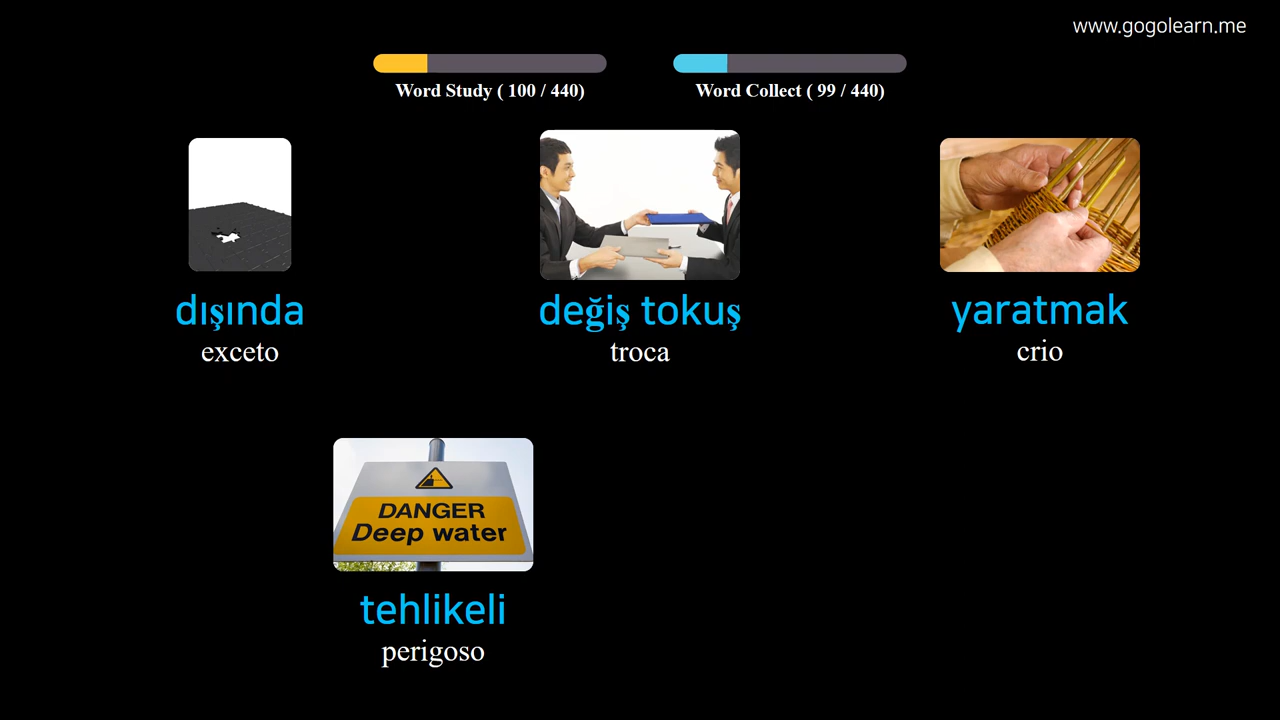 www.gogolearn.me
Word Study ( 100 / 440)
Word Collect ( 99 / 440)
dışında
exceto
değiş tokuş
troca
yaratmak
crio
DANGER
Deep water
tehlikeli
perigoso